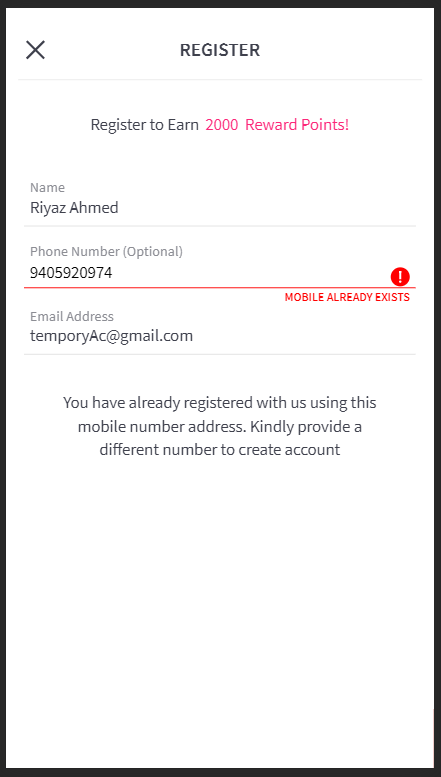 REGISTER
Register to Earn 2000 Reward Points!
Name
Riyaz Ahmed
Phone Number (Optional)
9405920974
MOBILE ALREADY EXISTS
Email Address
temporyAc@gmail.com
You have already registered with us using this
mobile number address. Kindly provide a
different number to create account